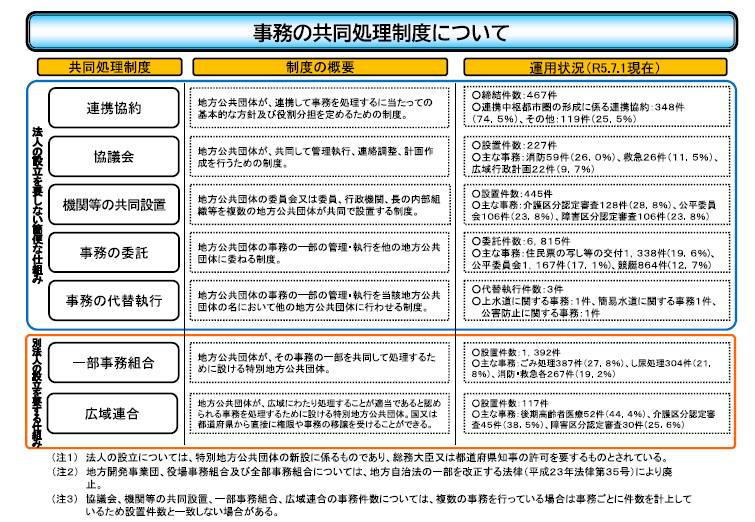 事務の共同処理制度について
共同処理制度
制度の概要
運用状況(R5.7.1現在)
法人の設立を要しない簡便な仕組み
連携協約
地方公共団体が、連携して事務を処理するに当たっての
基本的な方針及び役割分担を定めるための制度。
〇締結件数:467件
〇連携中枢都市圏の形成に係る連携協約:348件
(74.5%)、その他:119件(25.5%)
協議会
地方公共団体が、共同して管理執行、連絡調整、計画作
成を行うための制度。
〇設置件数:227件
〇主な事務:消防59件(26.0%)、救急26件(11.5%)、
広域行政計画22件(9.7%)
機関等の共同設置
地方公共団体の委員会又は委員、行政機関、長の内部組
織等を複数の地方公共団体が共同で設置する制度。
〇設置件数:445件
〇主な事務:介護区分認定審査128件(28.8%)、公平委員
会106件(23.8%)、障害区分認定審査106件(23.8%)
事務の委託
地方公共団体の事務の一部の管理・執行を他の地方公共
団体に委ねる制度。
〇委託件数:6,815件
〇主な事務:住民票の写し等の交付1,338件(19.6%)、
公平委員会1,167件(17.1%)、競艇864件(12.7%)
事務の代替執行
地方公共団体の事務の一部の管理・執行を当該地方公共
団体の名において他の地方公共団体に行わせる制度。
〇代替執行件数:3件
〇上水道に関する事務:1件、簡易水道に関する事務1件、
公害防止に関する事務:1件
別法人の設立を要する仕組み
一部事務組合
地方公共団体が、その事務の一部を共同して処理するた
めに設ける特別地方公共団体。
〇設置件数:1,392件
〇主な事務:ごみ処理387件(27.8%)、し尿処理304件(21.
8%)、消防・救急各267件(19.2%)
広域連合
地方公共団体が、広域にわたり処理することが適当であると認め
られる事務を処理するために設ける特別地方公共団体。国又は
都道府県から直接に権限や事務の移譲を受けることができる。
〇設置件数:117件
〇主な事務:後期高齢者医療52件(44.4%)、介護区分認定審
査45件(38.5%)、障害区分認定審査30件(25.6%)
(注1) 法人の設立については、特別地方公共団体の新設に係るものであり、総務大臣又は都道府県知事の許可を要するものとされている。
(注2) 地方開発事業団、役場事務組合及び全部事務組合については、地方自治法の一部を改正する法律(平成23年法律第35号)により廃
止。
(注3) 協議会、機関等の共同設置、一部事務組合、広域連合の事務件数については、複数の事務を行っている場合は事務ごとに件数を計上して
いるため設置件数と一致しない場合がある。